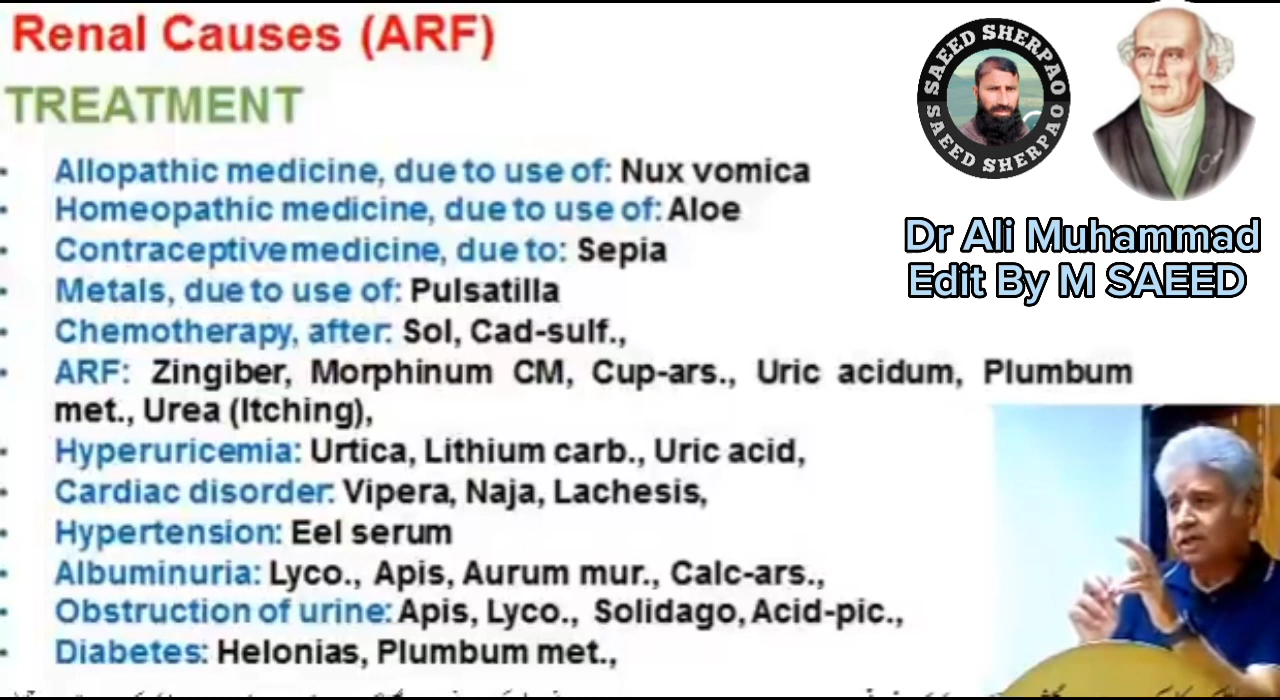 Renal Causes (ARF)
TREATMENT
SAEED SHERPAO
SAEED SHERPAO
Dr Ali Muhammad
Edit By M SAEED
• Allopathic medicine, due to use of: Nux vomica
• Homeopathic medicine, due to use of: Aloe
• Contraceptive medicine, due to: Sepia
• Metals, due to use of: Pulsatilla
• Chemotherapy, after: Sol, Cad-sulf.,
• ARF: Zingiber, Morphinum CM, Cup-ars., Uric acidum, Plumbum
met., Urea (Itching),
• Hyperuricemia: Urtica, Lithium carb., Uric acid,
• Cardiac disorder: Vipera, Naja, Lachesis,
• Hypertension: Eel serum
• Albuminuria: Lyco., Apis, Aurum mur., Calc-ars.,
• Obstruction of urine: Apis, Lyco., Solidago, Acid-pic.,
• Diabetes: Helonias, Plumbum met.,